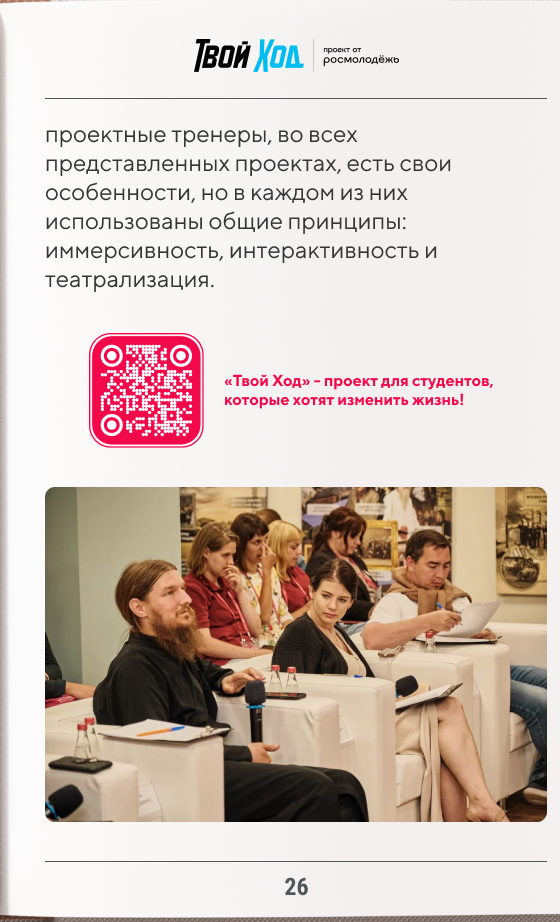 Твой Ход
проект от
росмолодёжь
проектные тренеры, во всех
представленных проектах, есть свои
особенности, но в каждом из них
использованы общие принципы:
иммерсивность, интерактивность и
театрализация.
«Твой Ход» - проект для студентов,
которые хотят изменить жизнь!
26